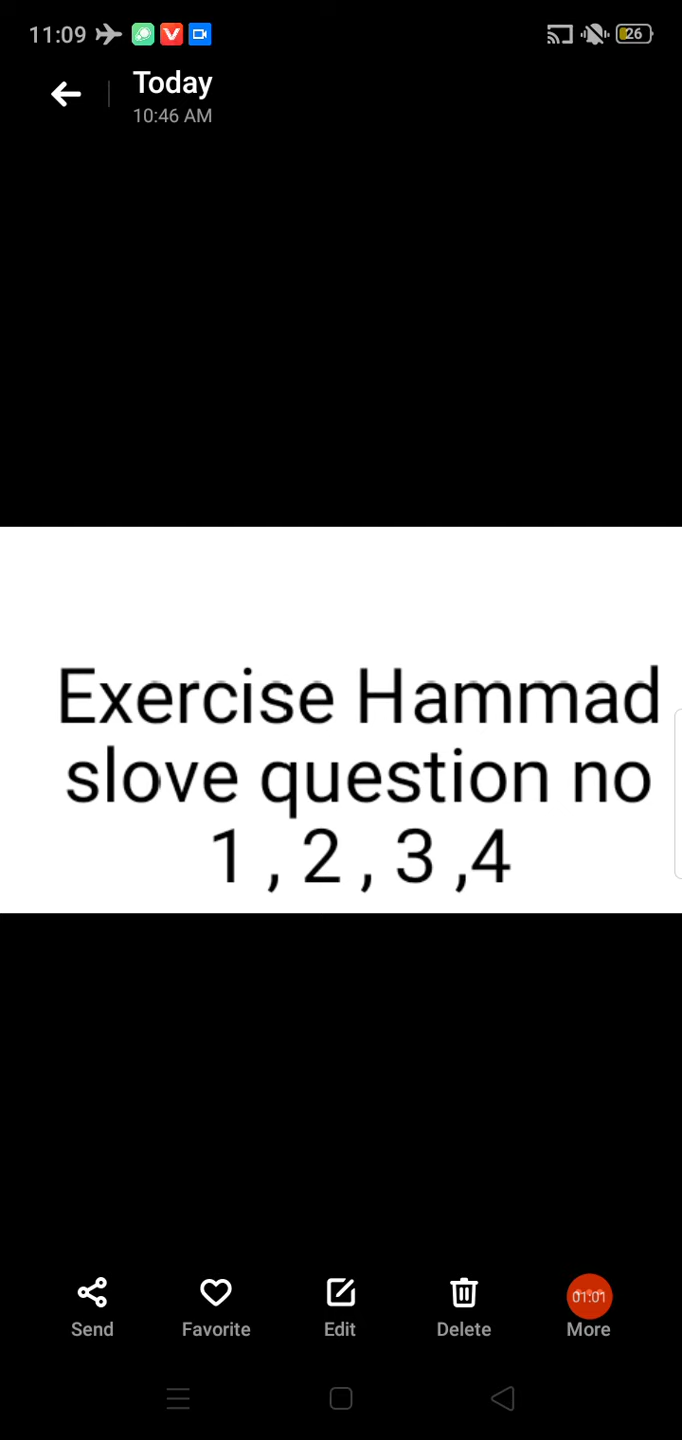 11:09
26
Today
10:46 AM
Exercise Hammad
slove question no
1 , 2 , 3 ,4
01:01
Send Favorite Edit Delete More